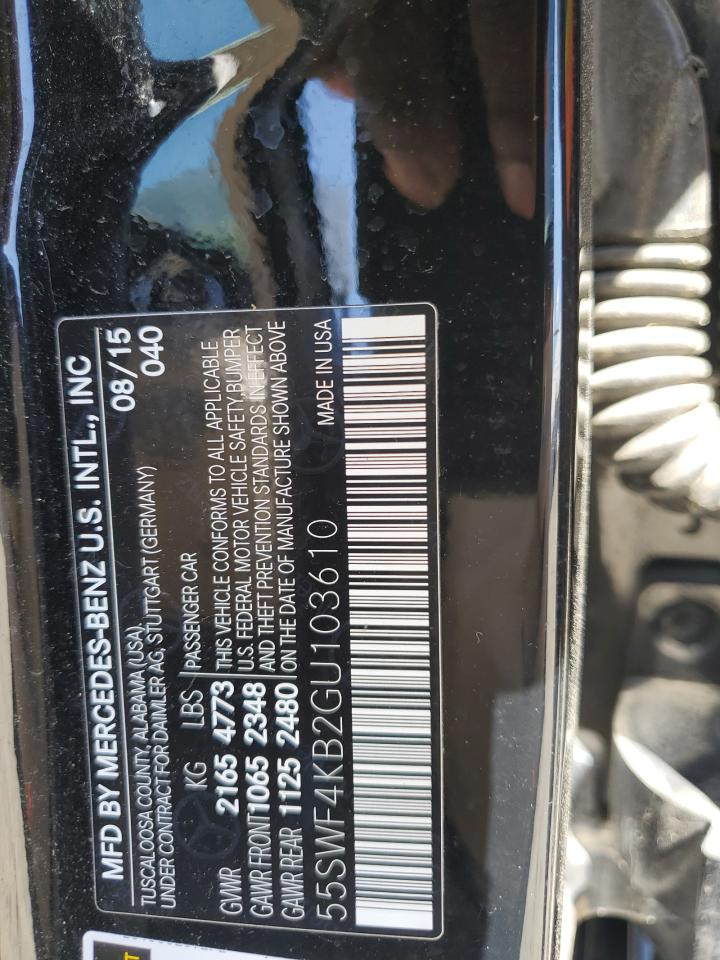 MFD BY MERCEDES-BENZ U.S. INTL., INC
TUSCALOOSA COUNTY, ALABAMA (USA)
08/15
UNDER CONTRACT FOR DAIMLER AG, STUTTGART (GERMANY)
040
KG LBS PASSENGER CAR
GVWR 2165 4773
GAWR FRONT 1065 2348
GAWR REAR 1125 2480
THIS VEHICLE CONFORMS TO ALL APPLICABLE
U.S. FEDERAL MOTOR VEHICLE SAFETY, BUMPER
AND THEFT PREVENTION STANDARDS IN EFFECT
ON THE DATE OF MANUFACTURE SHOWN ABOVE
55SWF4KB2GU103610
MADE IN USA